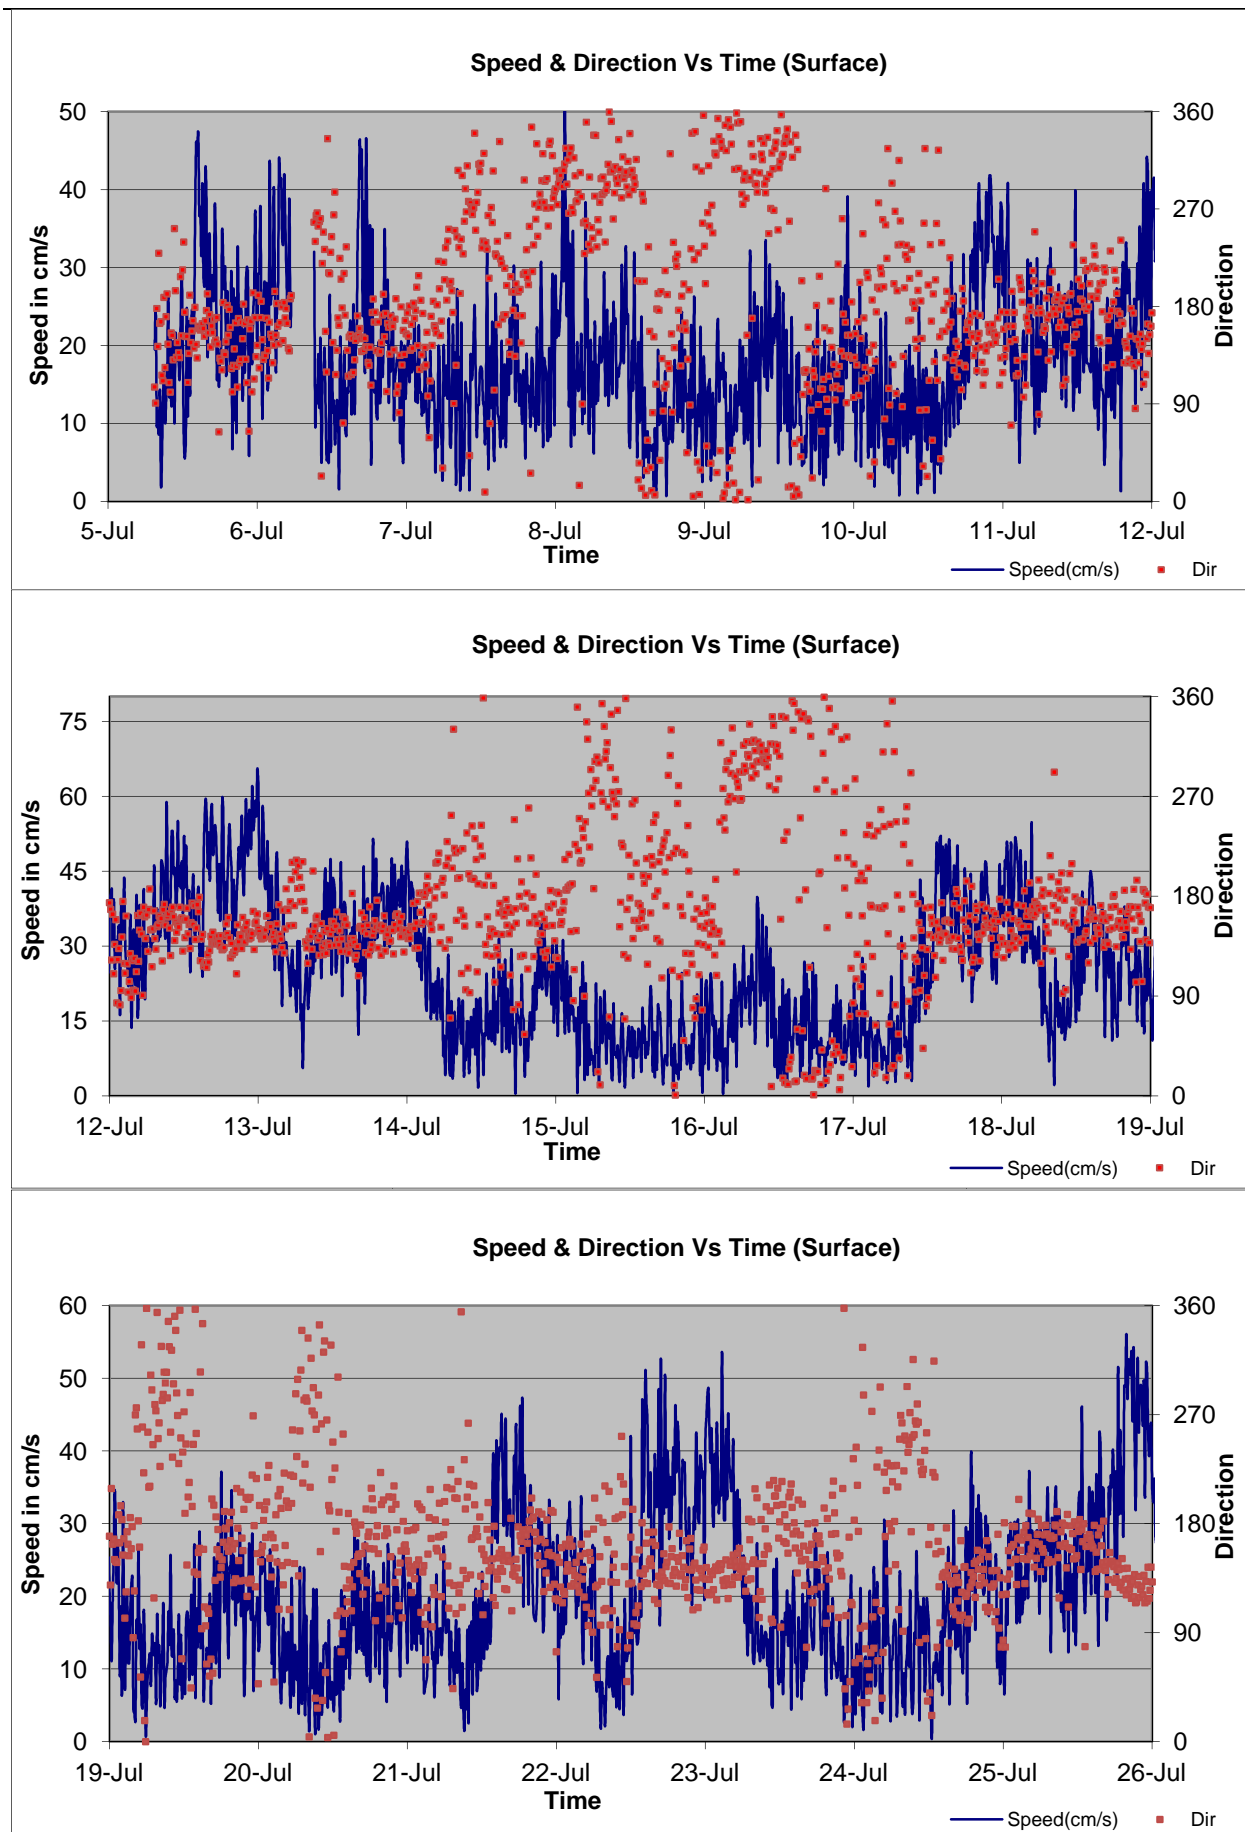 Speed & Direction Vs Time (Surface)
50
40
30
20
10
0
Speed in cm/s
360
270
180
90
0
Direction
5-Jul 6-Jul 7-Jul 8-Jul 9-Jul 10-Jul 11-Jul 12-Jul
Time
Speed(cm/s) Dir
Speed & Direction Vs Time (Surface)
75
60
45
30
15
0
Speed in cm/s
360
270
180
90
0
Direction
12-Jul 13-Jul 14-Jul 15-Jul 16-Jul 17-Jul 18-Jul 19-Jul
Time
Speed(cm/s) Dir
Speed & Direction Vs Time (Surface)
60
50
40
30
20
10
0
Speed in cm/s
360
270
180
90
0
Direction
19-Jul 20-Jul 21-Jul 22-Jul 23-Jul 24-Jul 25-Jul 26-Jul
Time
Speed(cm/s) Dir